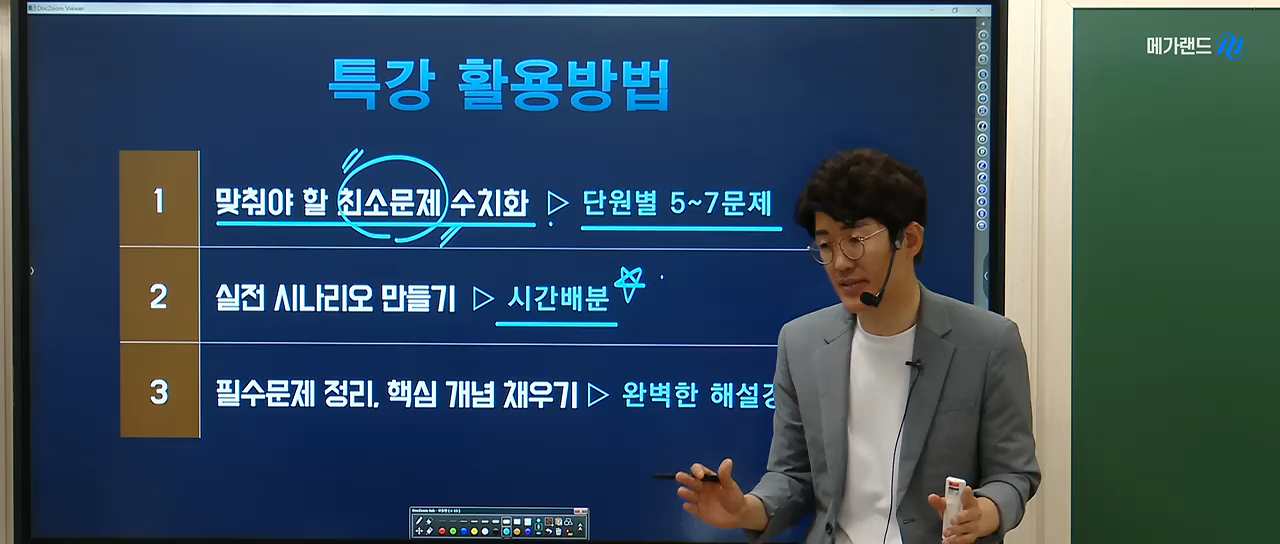 DocZoom Viewer
메가랜드
특강 활용방법
1 맞춰야 할 최소문제 수치화 ▷ 단원별 5~7문제
2 실전 시나리오 만들기 ▷ 시간배분
3 필수문제 정리, 핵심 개념 채우기 ▷ 완벽한 해설강